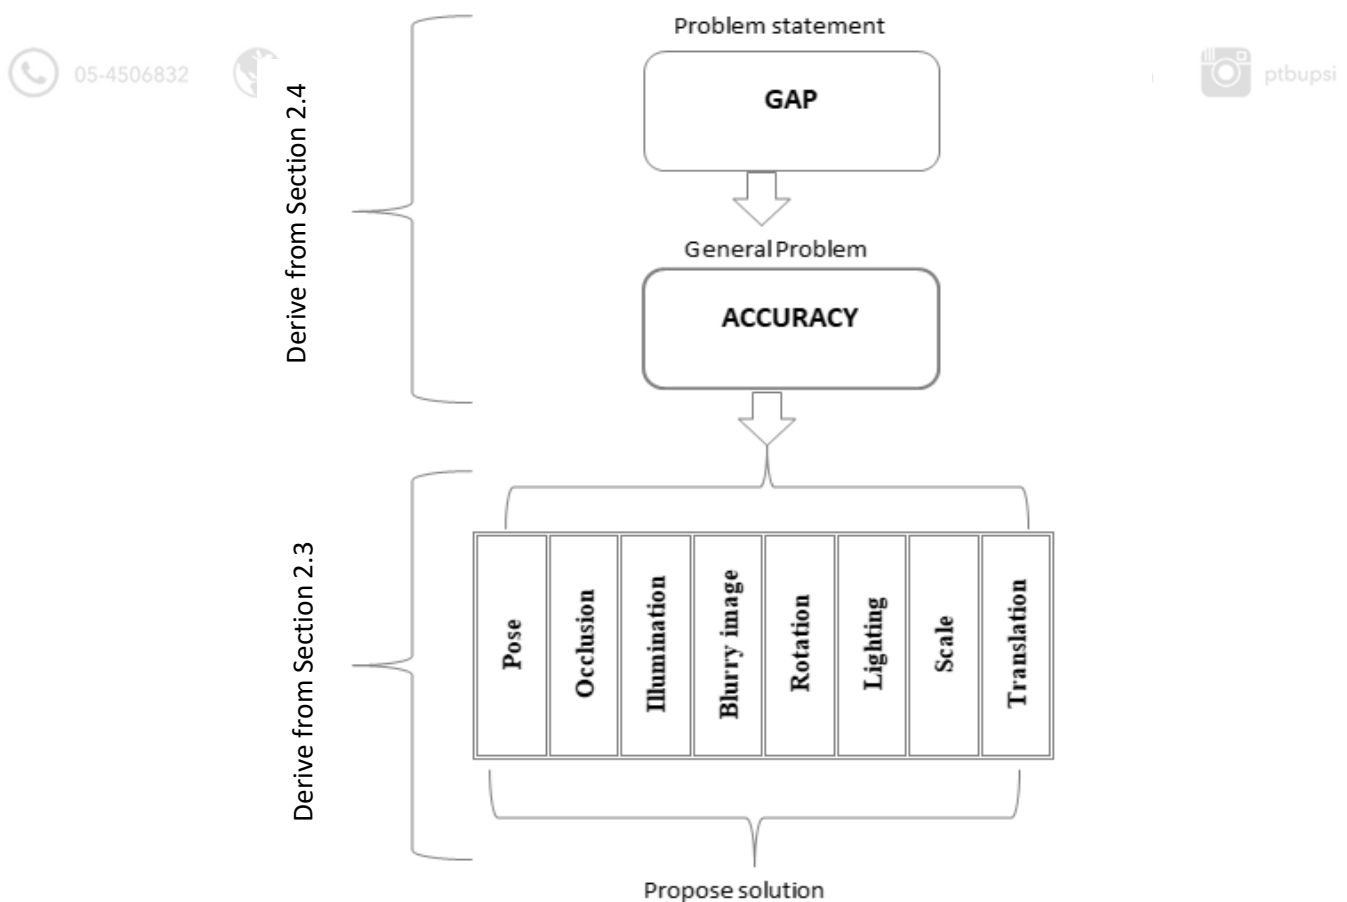 Problem statement
05-4506832
ptbupsi
GAP
Derive from Section 2.4
General Problem
ACCURACY
Derive from Section 2.3
Pose
Occlusion
Illumination
Blurry image
Rotation
Lighting
Scale
Translation
Propose solution